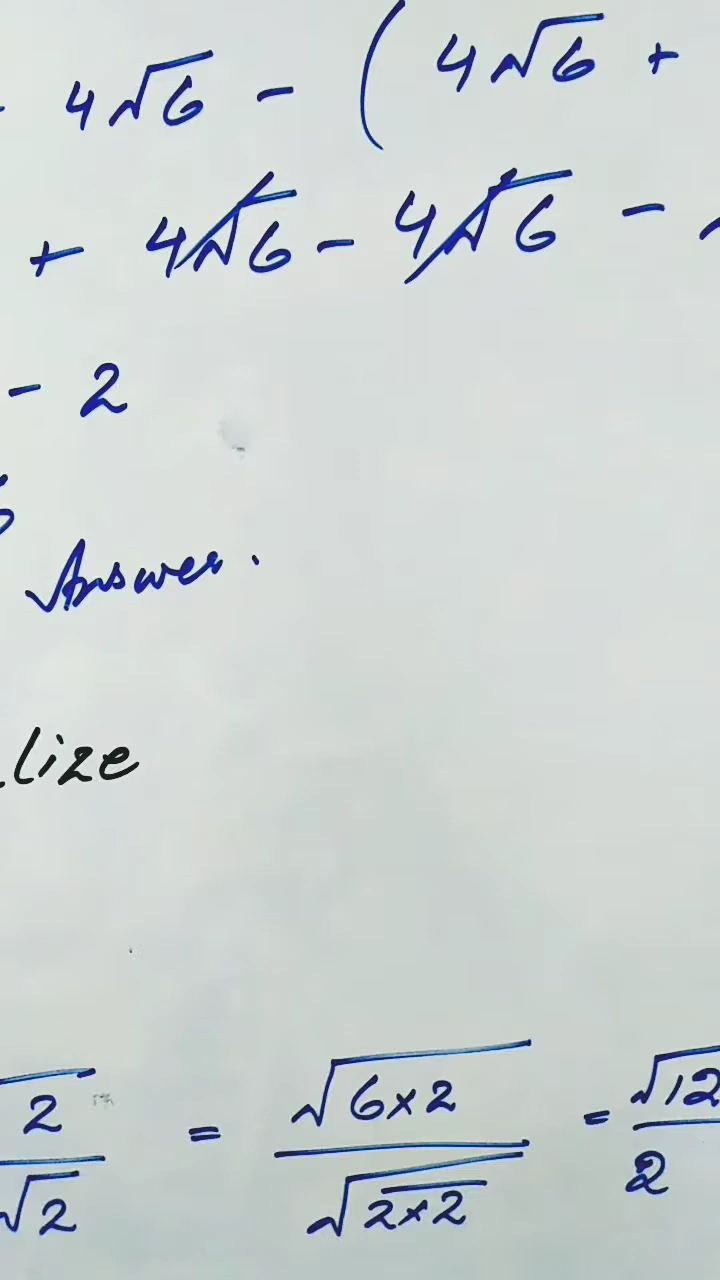 4√6 - ( 4√6 +
+ 4√6 - 4√6 -
- 2
Answer.
lize
2 / √2 = √6×2 / √2×2 = √12 / 2